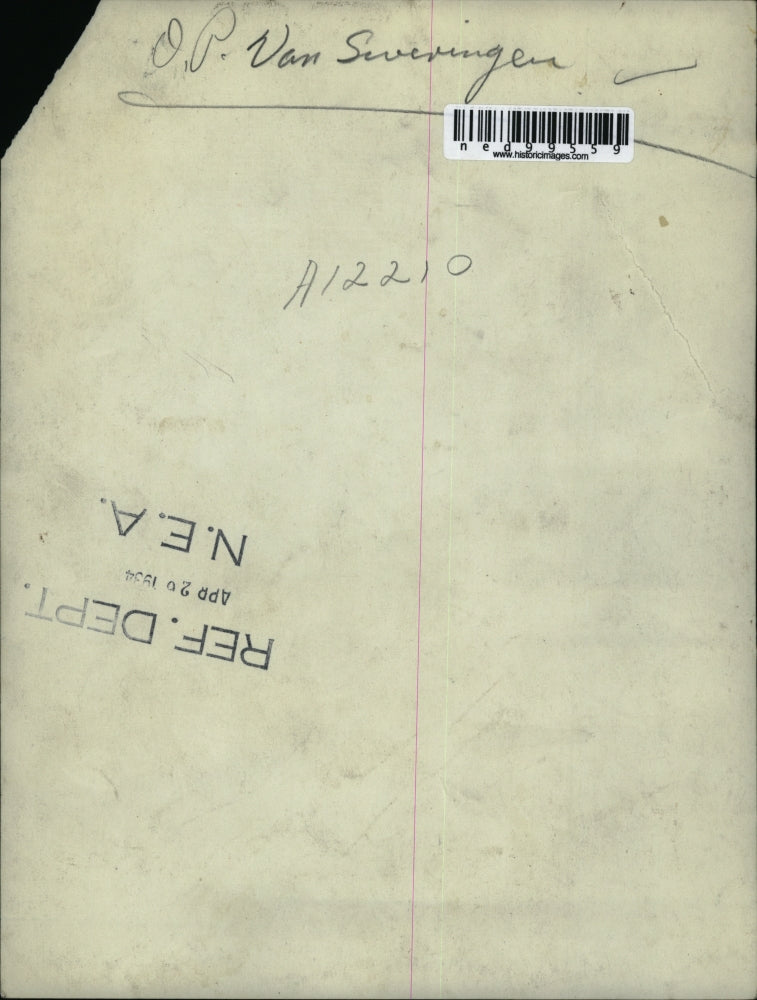 O.P. Van Sweringen
ned99559
www.historicimages.com
A12210
REF. DEPT.
APR 20 1934
N.E.A.